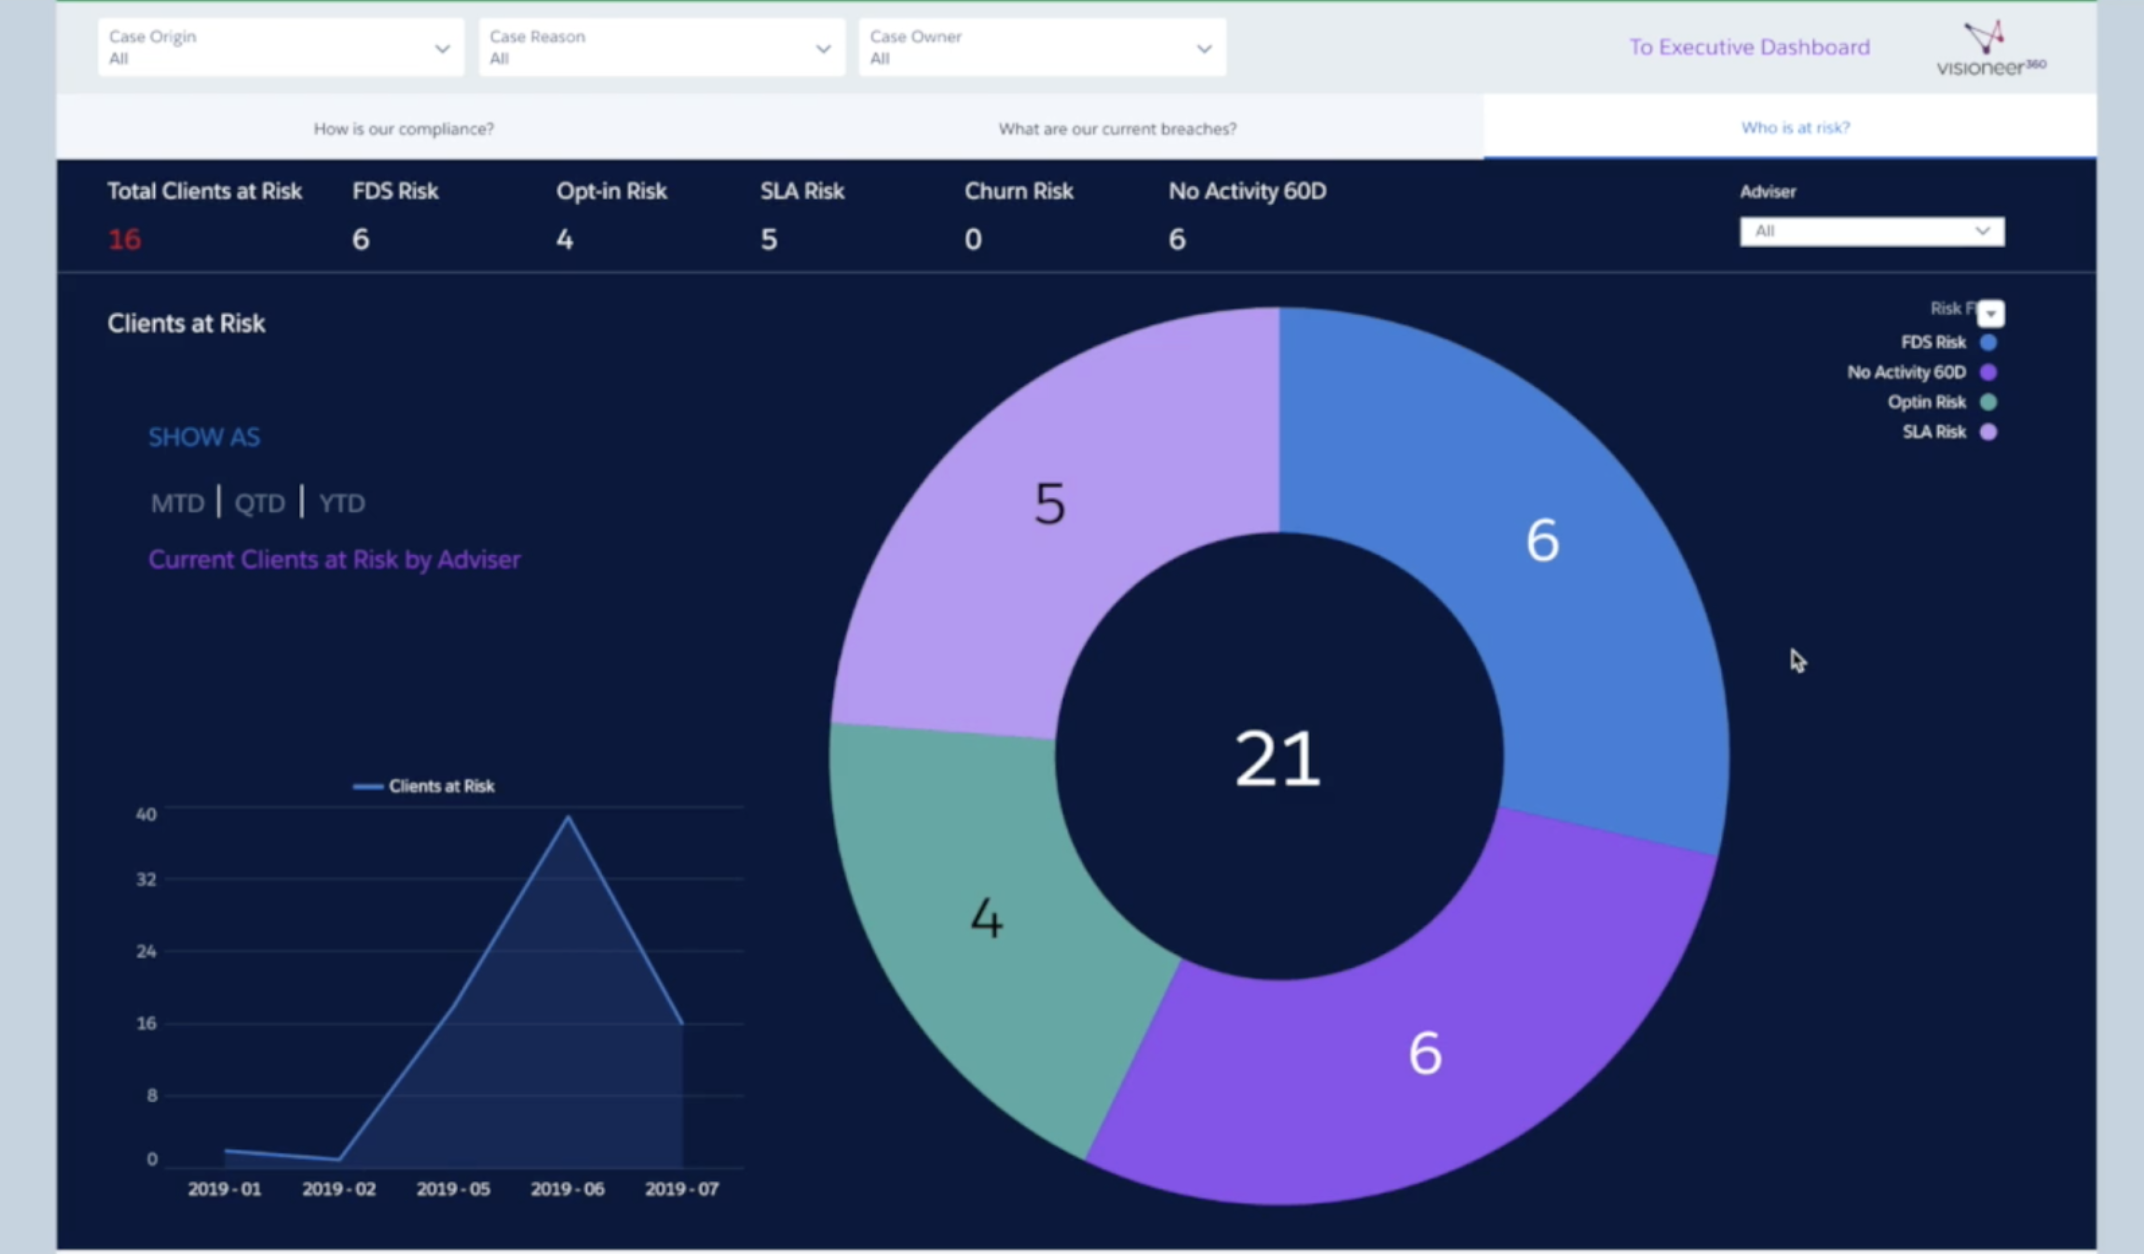 Case Origin
All
Case Reason
All
Case Owner
All
To Executive Dashboard
visioneer360
How is our compliance?
What are our current breaches?
Who is at risk?
Total Clients at Risk
16
FDS Risk
6
Opt-in Risk
4
SLA Risk
5
Churn Risk
0
No Activity 60D
6
Adviser
All
Clients at Risk
SHOW AS
MTD | QTD | YTD
Current Clients at Risk by Adviser
Clients at Risk
40
32
24
16
8
0
2019-01
2019-02
2019-05
2019-06
2019-07
5
6
21
4
6
Risk
FDS Risk
No Activity 60D
Optin Risk
SLA Risk